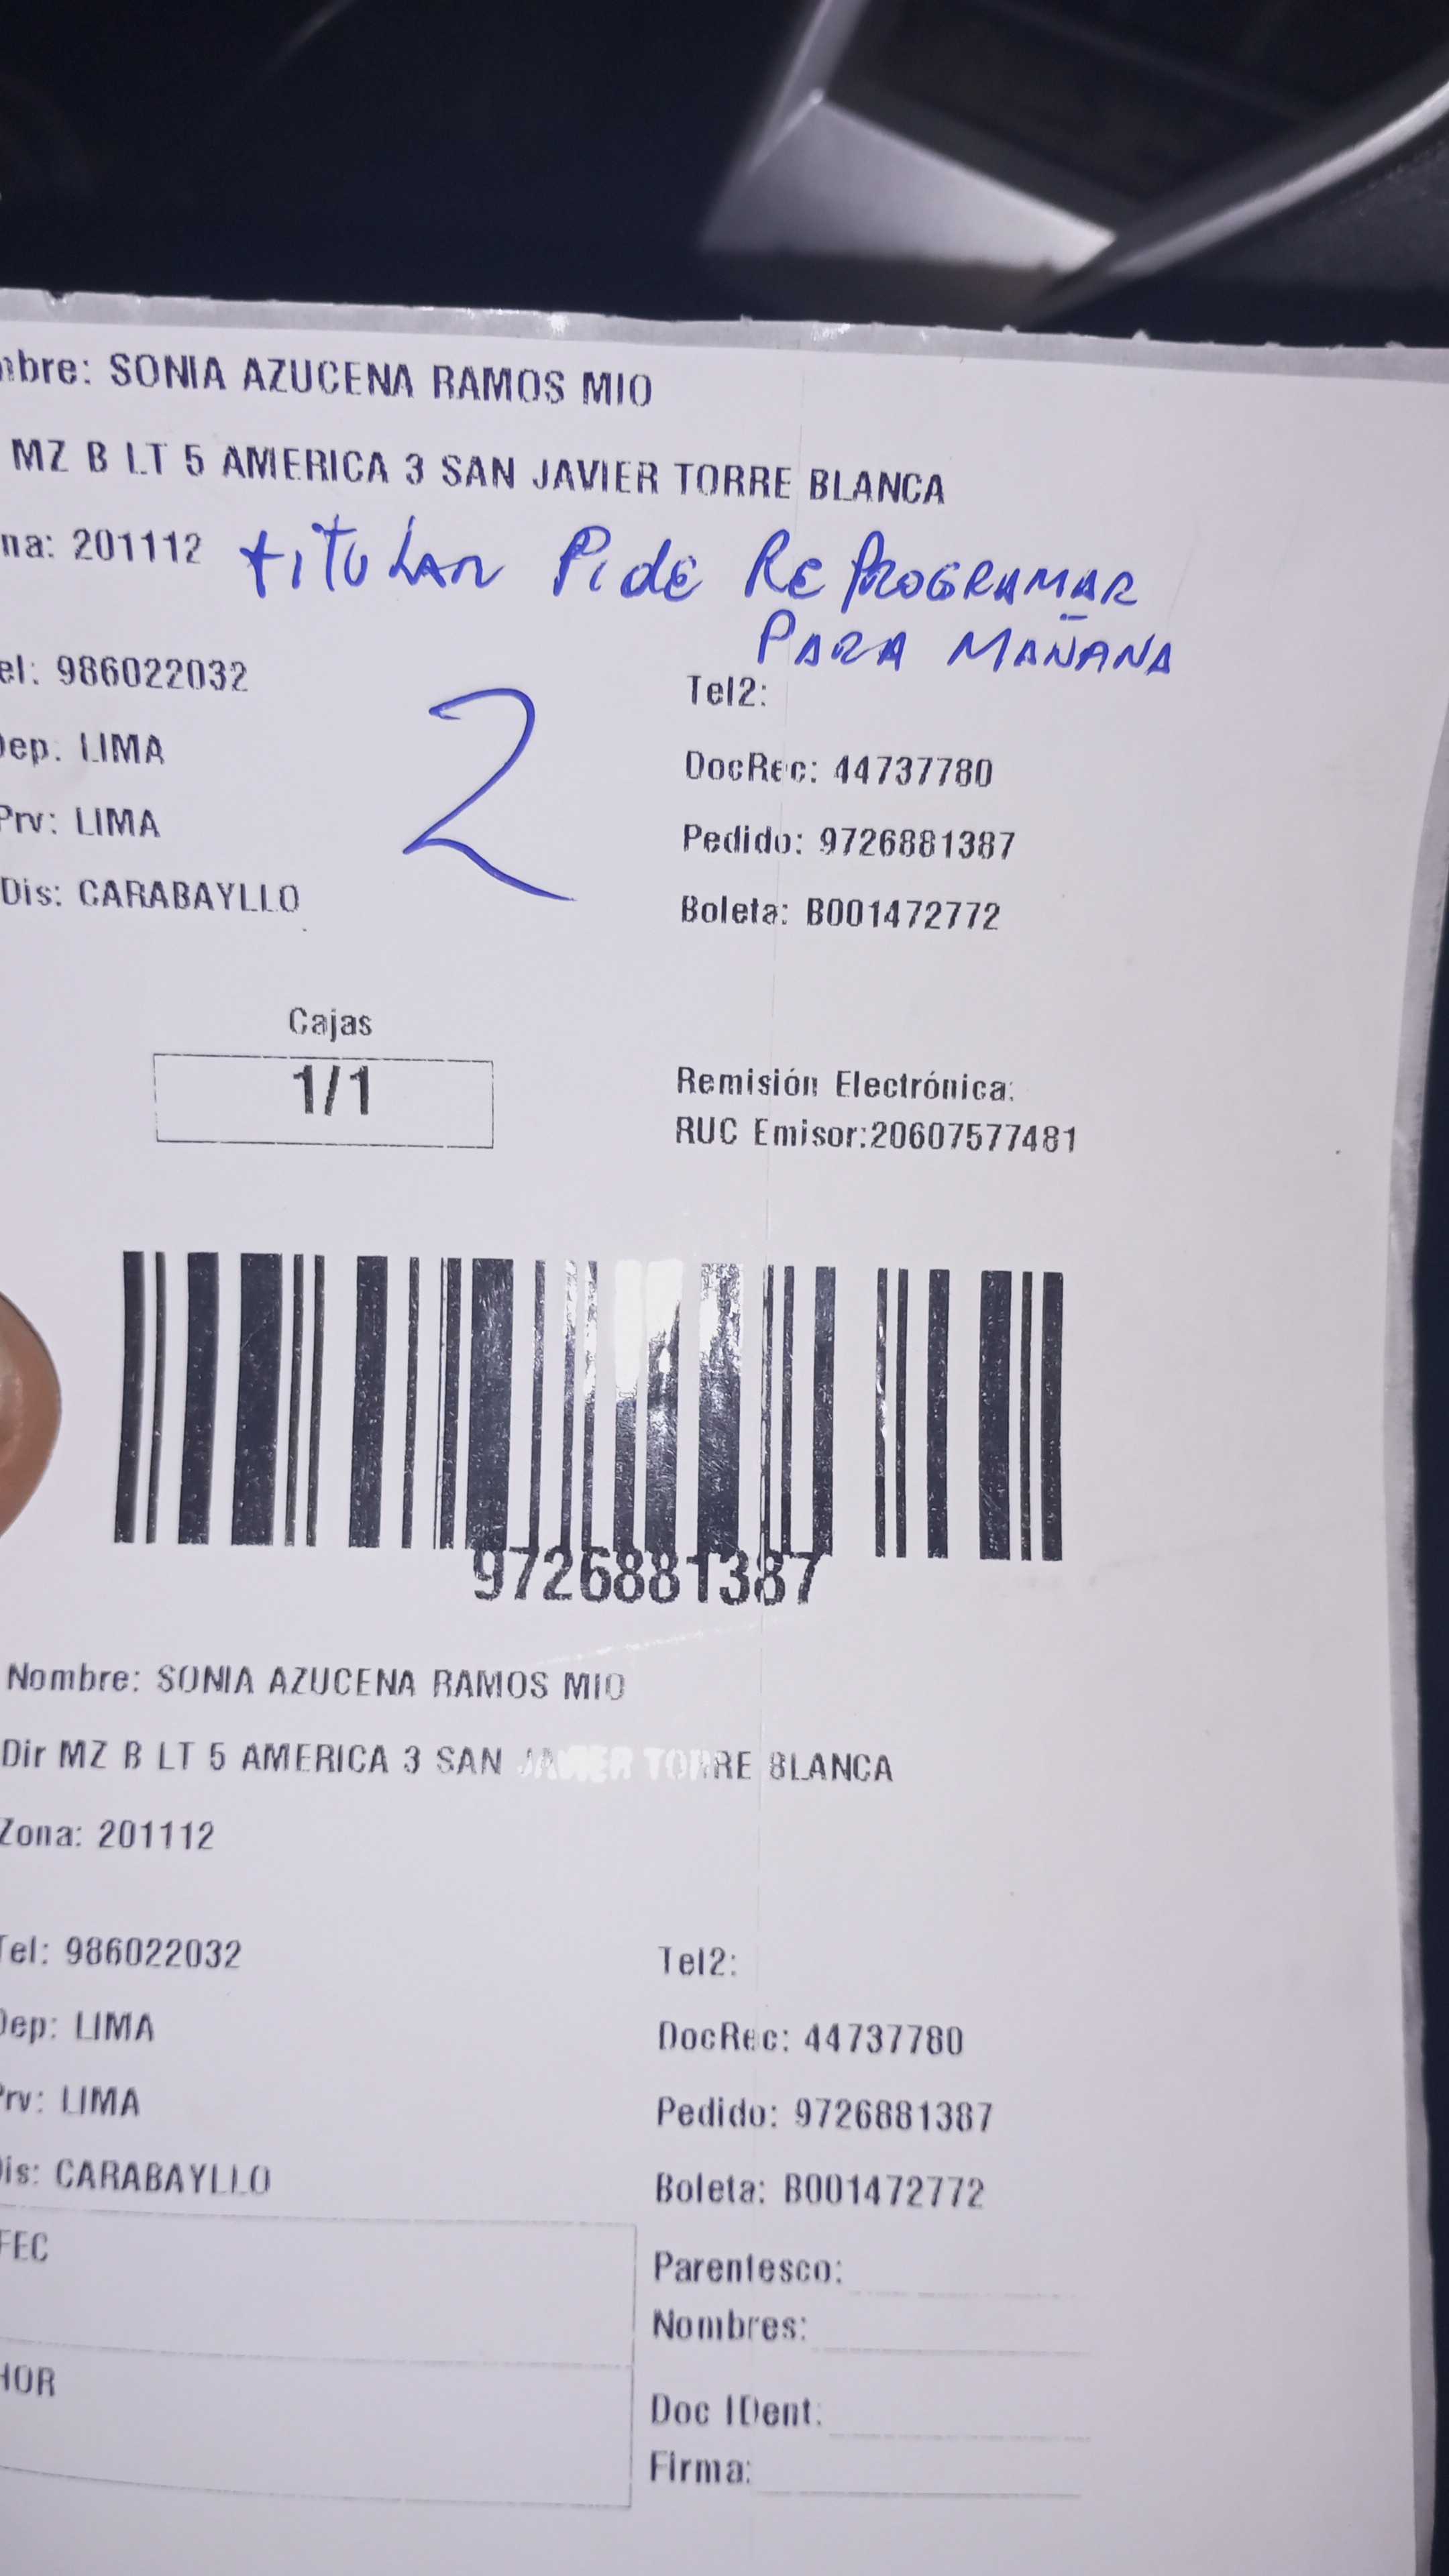 nbre: SONIA AZUCENA RAMOS MIO
MZ B LT 5 AMERICA 3 SAN JAVIER TORRE BLANCA
na: 201112 titular Pide REPROGRAMAR
PARA MAÑANA
el: 986022032
Tel2:
2
Dep. LIMA
DocRec: 44737780
Prv: LIMA
Pedido: 9726881387
Dis: CARABAYLLO
Boleta: B001472772
Cajas
1/1
Remisión Electrónica:
RUC Emisor:20607577481
9726881387
Nombre: SONIA AZUCENA RAMOS MIO
Dir MZ B LT 5 AMERICA 3 SAN JAVIER TORRE BLANCA
Zona: 201112
Tel: 986022032
Tel2:
Dep: LIMA
DocRec: 44737780
Prv: LIMA
Pedido: 9726881387
Dis: CARABAYLLO
Boleta: B001472772
FEC
Parentesco:
Nombres:
HOR
Doc IDent:
Firma: